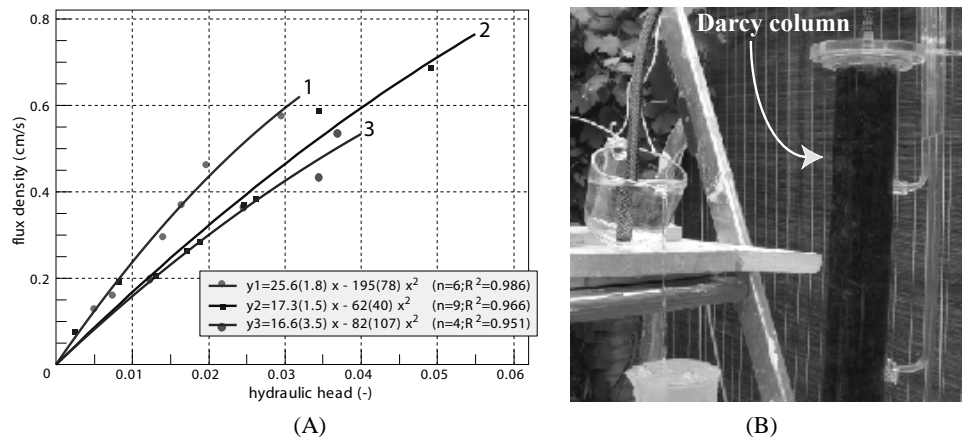 0.8
0.6
0.4
0.2
0
0.01
0.02
0.03
0.04
0.05
0.06
flux density (cm/s)
hydraulic head (-)
1
2
3
y1=25.6(1.8) x - 195(78) x² (n=6;R²=0.986)
y2=17.3(1.5) x - 62(40) x² (n=9;R²=0.966)
y3=16.6(3.5) x - 82(107) x² (n=4;R²=0.951)
(A)
Darcy column
(B)